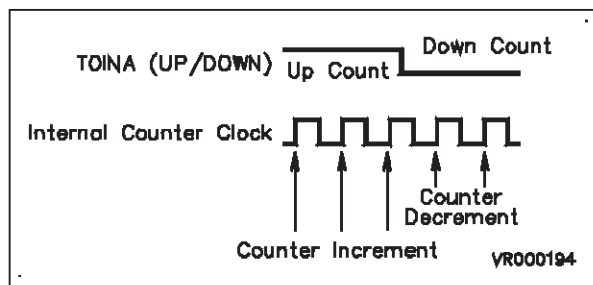 Down Count
TOINA (UP/DOWN)
Up Count
Internal Counter Clock
Counter
Decrement
Counter Increment
VR000194